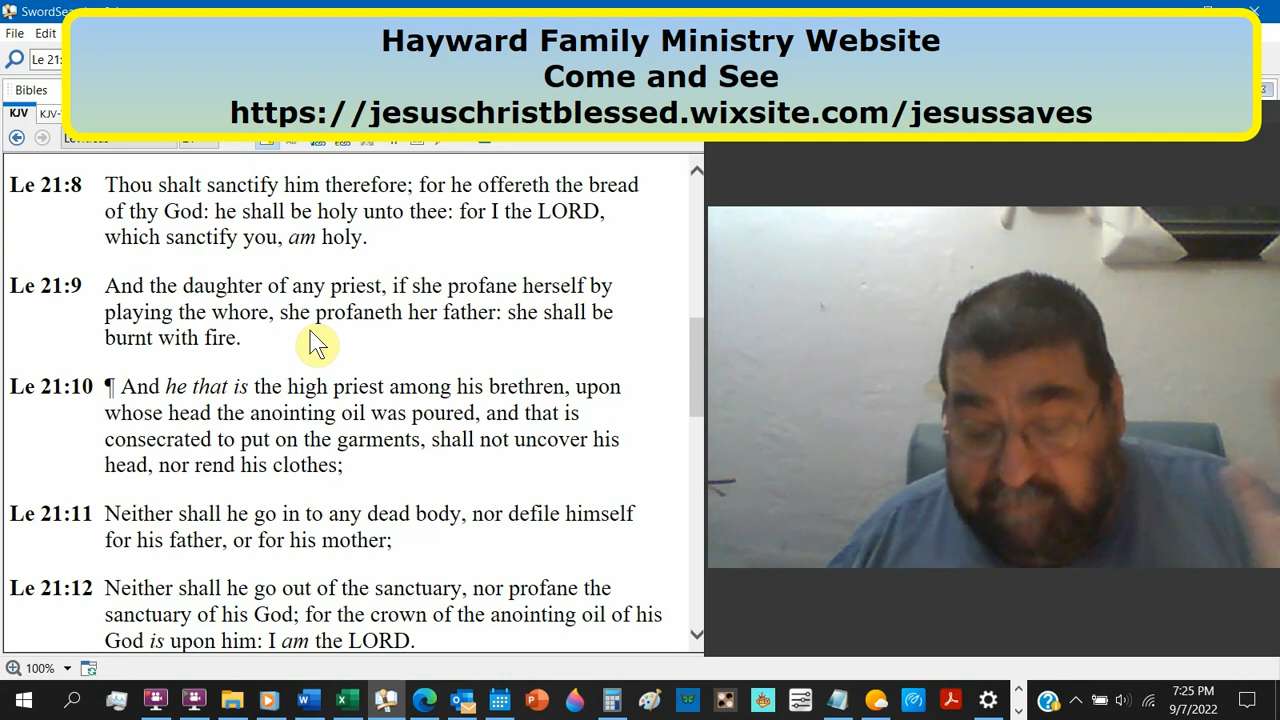 SwordSear
Hayward Family Ministry Website
Come and See
https://jesuschristblessed.wixsite.com/jesussaves
File Edit
Le 21:
Bibles
KJV KJV-
Le 21:8 Thou shalt sanctify him therefore; for he offereth the bread
of thy God: he shall be holy unto thee: for I the LORD,
which sanctify you, am holy.
Le 21:9 And the daughter of any priest, if she profane herself by
playing the whore, she profaneth her father: she shall be
burnt with fire.
Le 21:10 ¶ And he that is the high priest among his brethren, upon
whose head the anointing oil was poured, and that is
consecrated to put on the garments, shall not uncover his
head, nor rend his clothes;
Le 21:11 Neither shall he go in to any dead body, nor defile himself
for his father, or for his mother;
Le 21:12 Neither shall he go out of the sanctuary, nor profane the
sanctuary of his God; for the crown of the anointing oil of his
God is upon him: I am the LORD.
100%
7:25 PM
9/7/2022